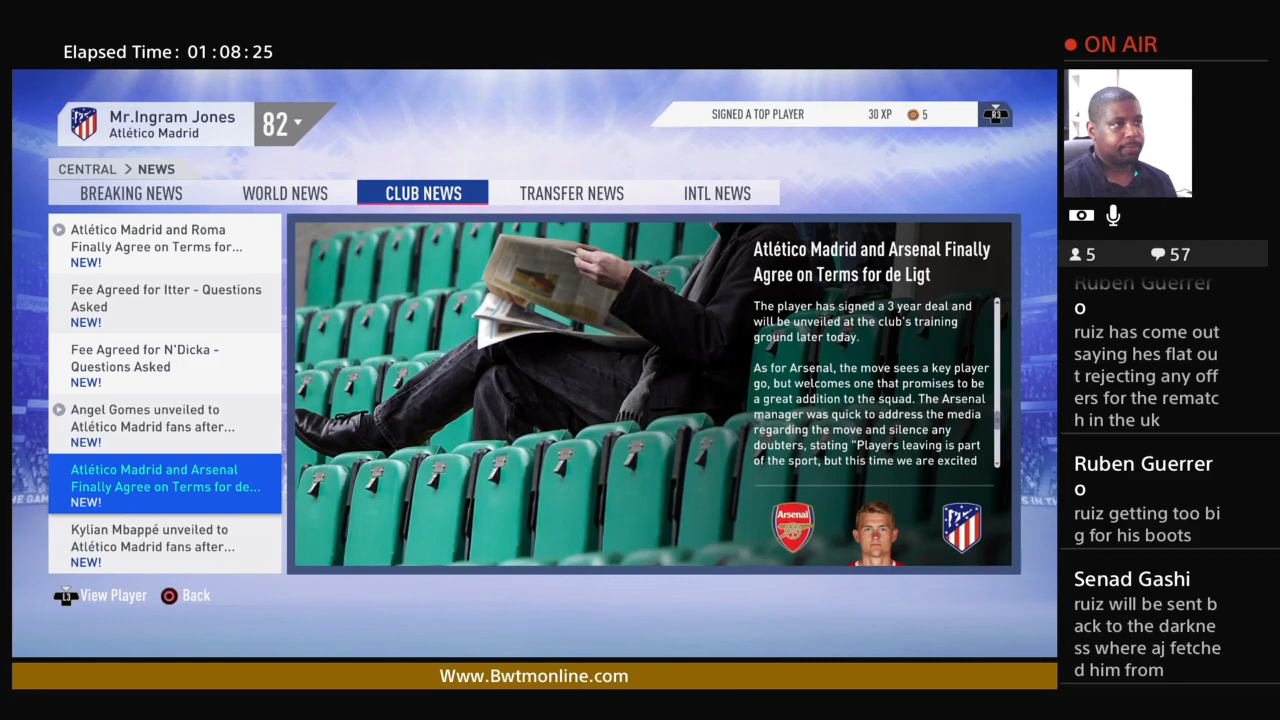 Elapsed Time: 01:08:25
ON AIR
Mr.Ingram Jones
Atlético Madrid
82
SIGNED A TOP PLAYER 30 XP 5
R3
CENTRAL > NEWS
BREAKING NEWS WORLD NEWS CLUB NEWS TRANSFER NEWS INTL NEWS
Atlético Madrid and Roma
Finally Agree on Terms for...
NEW!
Fee Agreed for Itter - Questions
Asked
NEW!
Fee Agreed for N'Dicka -
Questions Asked
NEW!
Angel Gomes unveiled to
Atlético Madrid fans after...
NEW!
Atlético Madrid and Arsenal
Finally Agree on Terms for de...
NEW!
Kylian Mbappé unveiled to
Atlético Madrid fans after...
NEW!
Atlético Madrid and Arsenal Finally
Agree on Terms for de Ligt
The player has signed a 3 year deal and
will be unveiled at the club's training
ground later today.
As for Arsenal, the move sees a key player
go, but welcomes one that promises to be
a great addition to the squad. The Arsenal
manager was quick to address the media
regarding the move and silence any
doubters, stating "Players leaving is part
of the sport, but this time we are excited
Arsenal
L3 View Player Back
Www.Bwtmonline.com
5 57
Ruben Guerrer
o
ruiz has come out
saying hes flat ou
t rejecting any off
ers for the rematc
h in the uk
Ruben Guerrer
o
ruiz getting too bi
g for his boots
Senad Gashi
ruiz will be sent b
ack to the darkne
ss where aj fetche
d him from